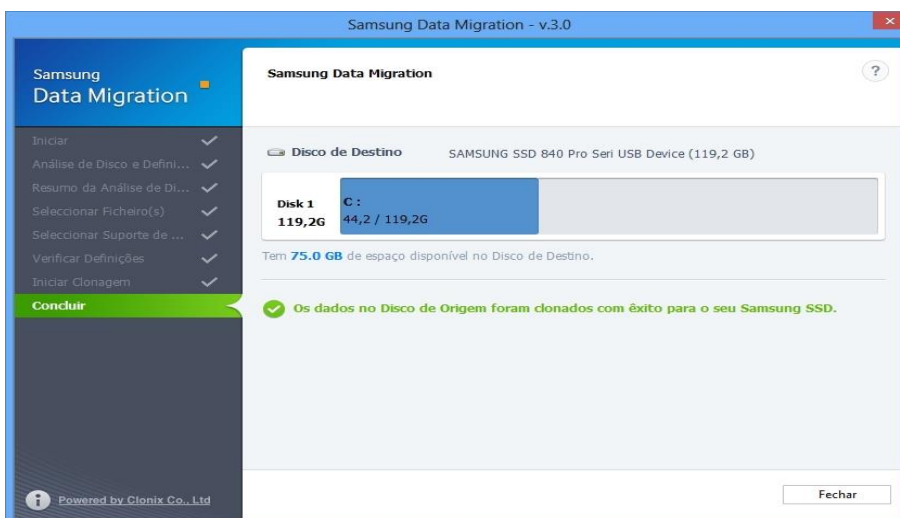 Samsung Data Migration - v.3.0
×
Samsung
Data Migration
Samsung Data Migration
?
Iniciar
Análise de Disco e Defini...
Resumo da Análise de Di...
Seleccionar Ficheiro(s)
Seleccionar Suporte de ...
Verificar Definições
Iniciar Clonagem
Concluir
Disco de Destino SAMSUNG SSD 840 Pro Seri USB Device (119,2 GB)
Disk 1
119,2G
C :
44,2 / 119,2G
Tem 75.0 GB de espaço disponível no Disco de Destino.
Os dados no Disco de Origem foram clonados com êxito para o seu Samsung SSD.
Powered by Clonix Co., Ltd
Fechar